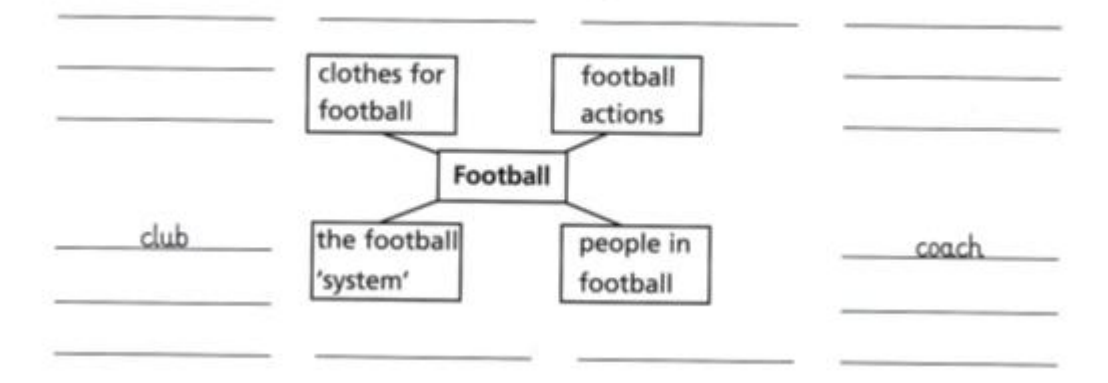 clothes for
football
football
actions
Football
club
the football
'system'
people in
football
coach